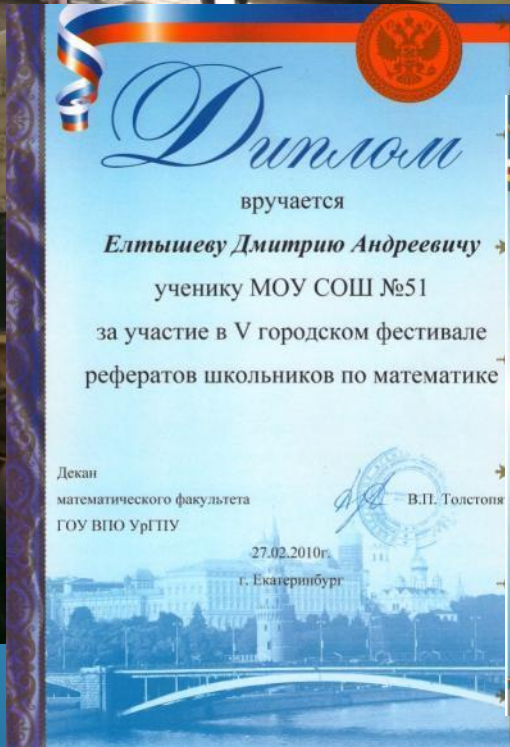 Диплом
вручается
Елтышеву Дмитрию Андреевичу
ученику МОУ СОШ №51
за участие в V городском фестивале
рефератов школьников по математике
Декан
математического факультета
ГОУ ВПО УрГПУ
В.П. Толстопя
27.02.2010г.
г. Екатеринбург